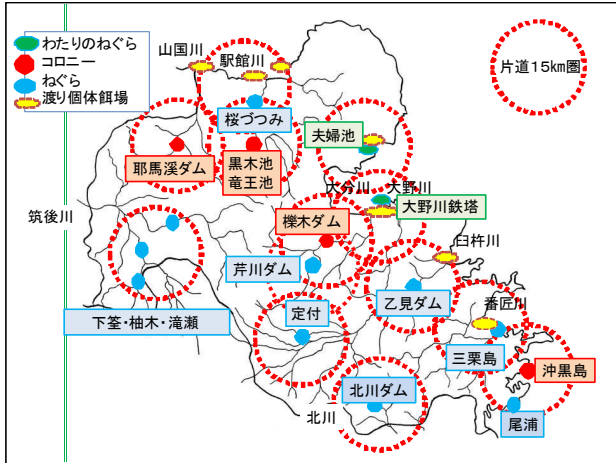 わたりのねぐら
コロニー
ねぐら
渡り個体餌場
山国川
駅館川
片道15km圏
桜づつみ
夫婦池
耶馬渓ダム
黒木池
竜王池
大分川
大野川
大野川鉄塔
筑後川
櫟木ダム
臼杵川
芹川ダム
乙見ダム
番匠川
下筌・柚木・滝瀬
定付
三栗島
沖黒島
北川ダム
尾浦
北川